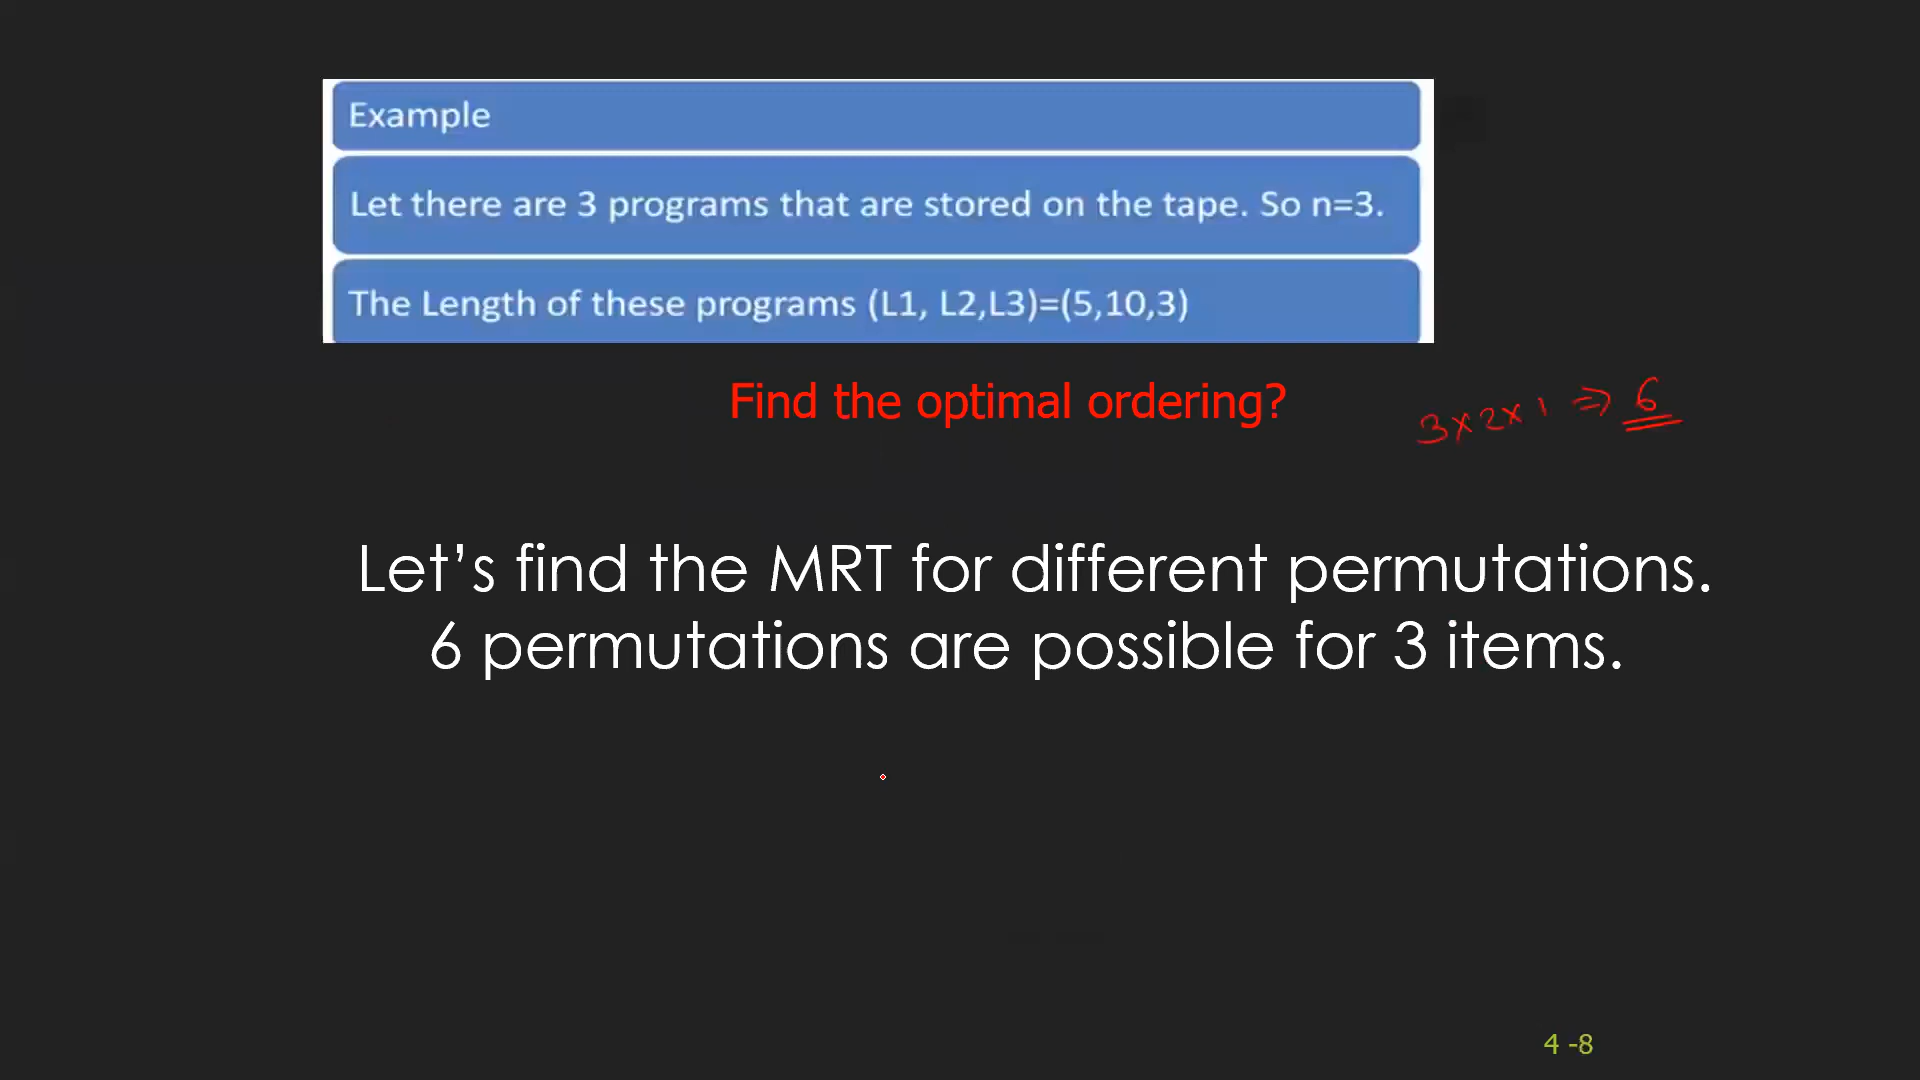 Example
Let there are 3 programs that are stored on the tape. So n=3.
The Length of these programs (L1, L2,L3)=(5,10,3)
Find the optimal ordering?
3x2x1 => 6
Let’s find the MRT for different permutations.
6 permutations are possible for 3 items.
4 -8